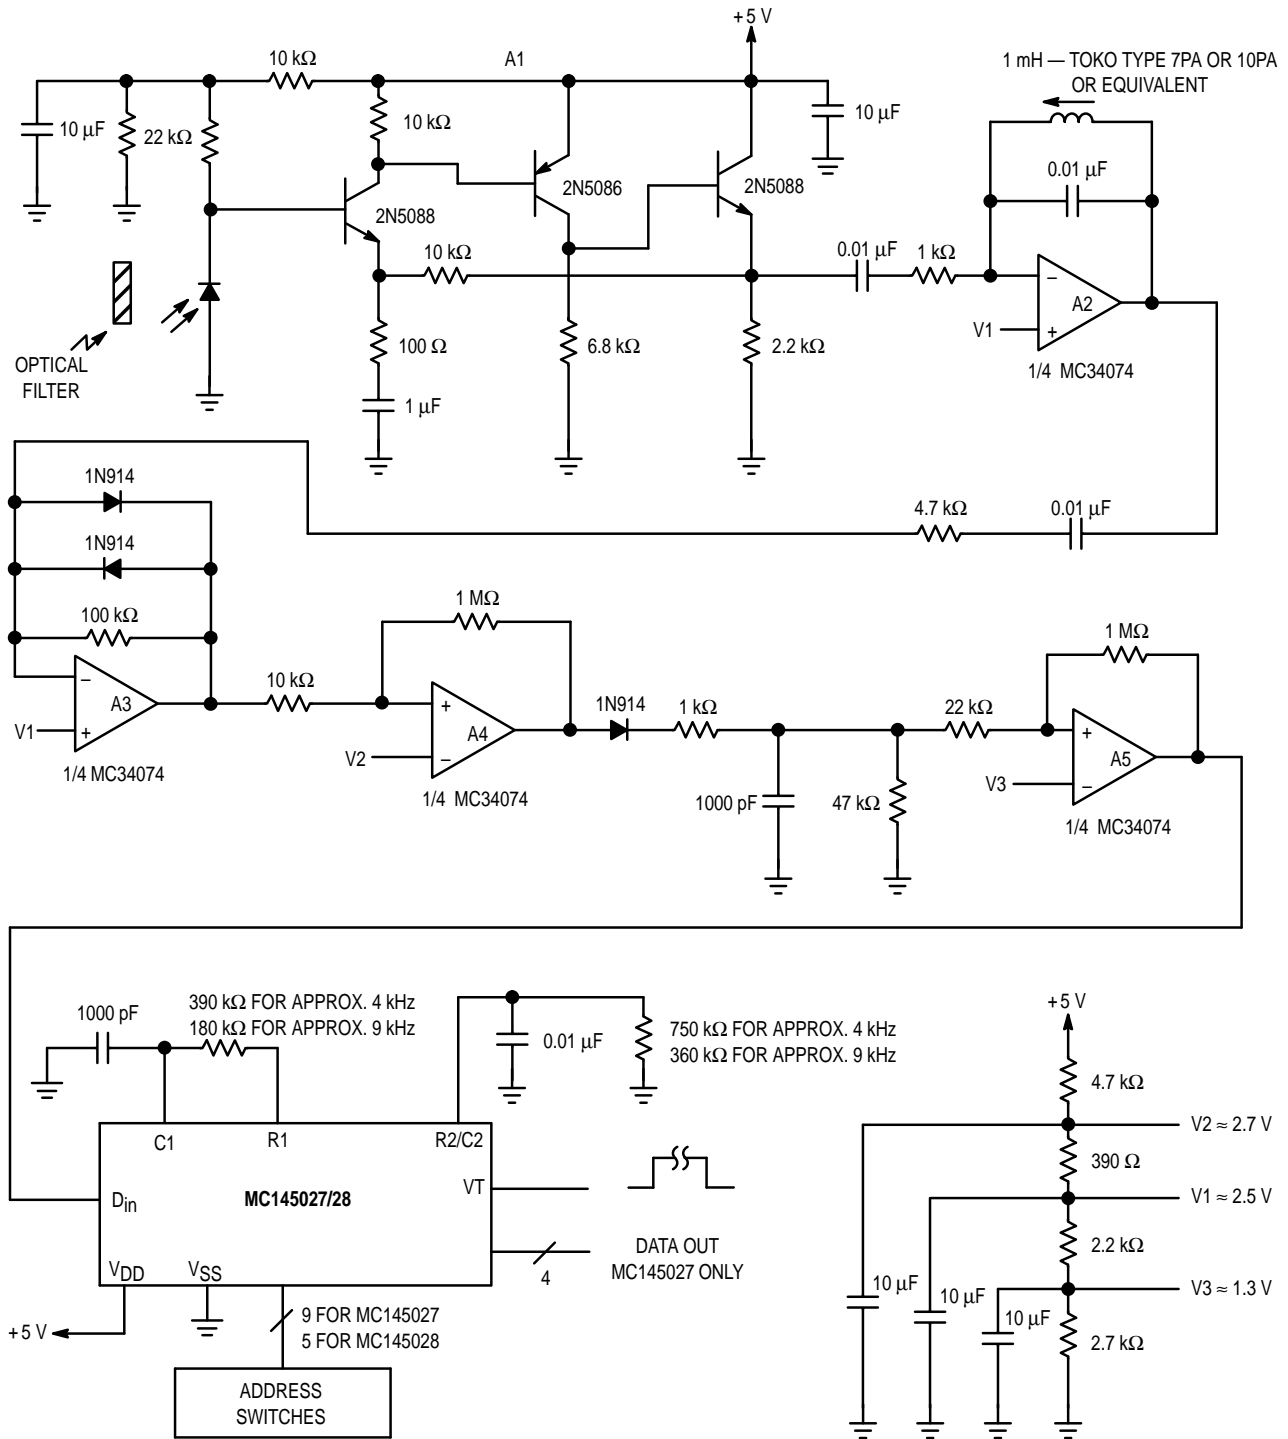 +5 V
10 kΩ
A1
1 mH — TOKO TYPE 7PA OR 10PA
OR EQUIVALENT
10 µF
22 kΩ
10 kΩ
10 µF
2N5088
2N5086
2N5088
0.01 µF
10 kΩ
0.01 µF
1 kΩ
−
A2
V1
+
1/4 MC34074
OPTICAL
FILTER
100 Ω
6.8 kΩ
2.2 kΩ
1 µF
1N914
4.7 kΩ
0.01 µF
1N914
100 kΩ
1 MΩ
1 MΩ
−
A3
V1
+
1/4 MC34074
10 kΩ
+
A4
V2
−
1/4 MC34074
1N914
1 kΩ
22 kΩ
+
A5
V3
−
1/4 MC34074
1000 pF
47 kΩ
1000 pF
390 kΩ FOR APPROX. 4 kHz
180 kΩ FOR APPROX. 9 kHz
0.01 µF
750 kΩ FOR APPROX. 4 kHz
360 kΩ FOR APPROX. 9 kHz
C1
R1
R2/C2
Din
MC145027/28
VT
VDD
VSS
4
DATA OUT
MC145027 ONLY
+5 V
9 FOR MC145027
5 FOR MC145028
ADDRESS
SWITCHES
+5 V
4.7 kΩ
V2 ≈ 2.7 V
390 Ω
V1 ≈ 2.5 V
2.2 kΩ
V3 ≈ 1.3 V
10 µF
10 µF
10 µF
2.7 kΩ